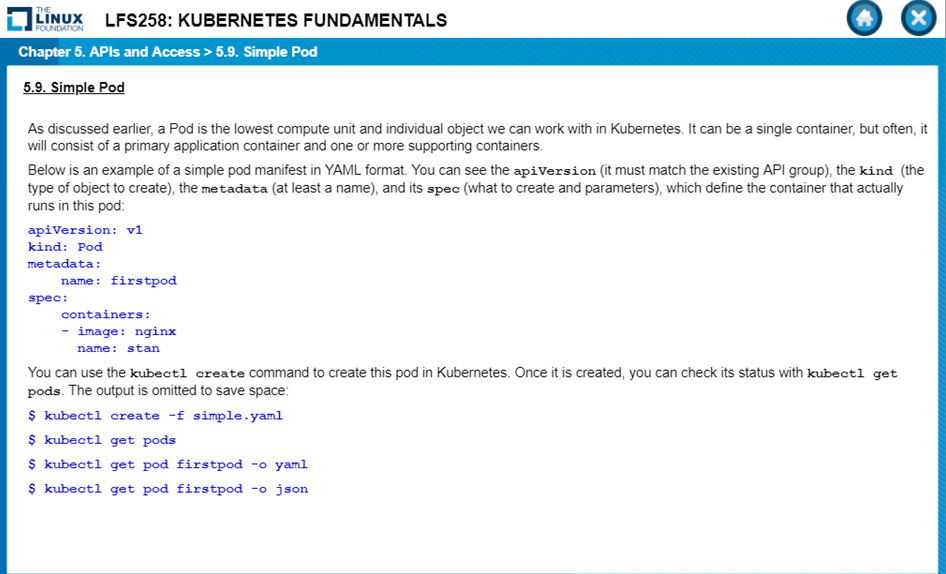 THE
LINUX
FOUNDATION
LFS258: KUBERNETES FUNDAMENTALS
Chapter 5. APIs and Access > 5.9. Simple Pod
5.9. Simple Pod
As discussed earlier, a Pod is the lowest compute unit and individual object we can work with in Kubernetes. It can be a single container, but often, it
will consist of a primary application container and one or more supporting containers.
Below is an example of a simple pod manifest in YAML format. You can see the apiVersion (it must match the existing API group), the kind (the
type of object to create), the metadata (at least a name), and its spec (what to create and parameters), which define the container that actually
runs in this pod:
apiVersion: v1
kind: Pod
metadata:
    name: firstpod
spec:
    containers:
    - image: nginx
      name: stan
You can use the kubectl create command to create this pod in Kubernetes. Once it is created, you can check its status with kubectl get
pods. The output is omitted to save space:
$ kubectl create -f simple.yaml
$ kubectl get pods
$ kubectl get pod firstpod -o yaml
$ kubectl get pod firstpod -o json